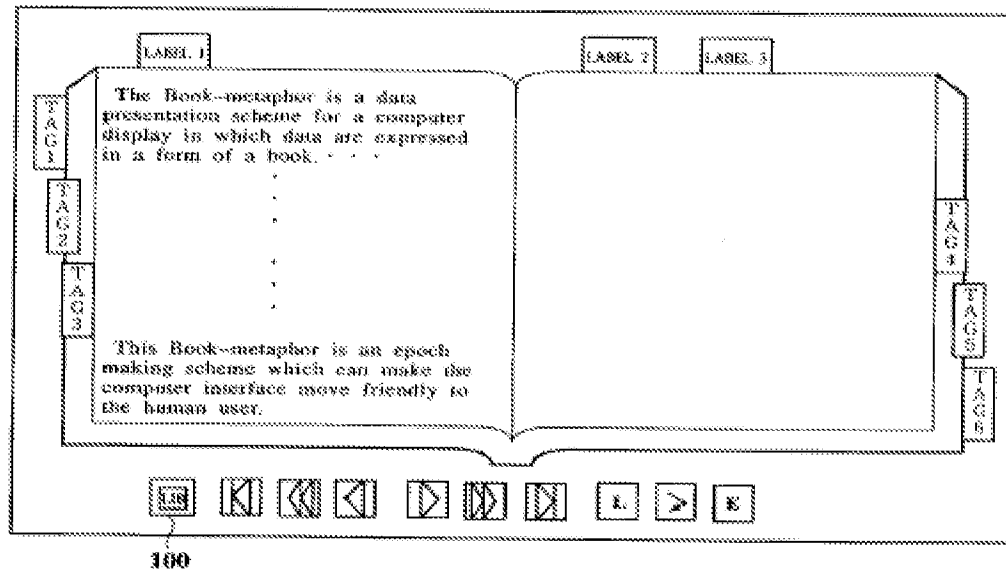 LABEL 1
LABEL 2
LABEL 3
TAG1
TAG2
TAG3
The Book-metaphor is a data
presentation scheme for a computer
display in which data are expressed
in a form of a book. . . .
This Book-metaphor is an epoch
making scheme which can make the
computer interface move friendly to
the human user.
TAG4
TAG5
TAG6
LIB
L
>
E
100